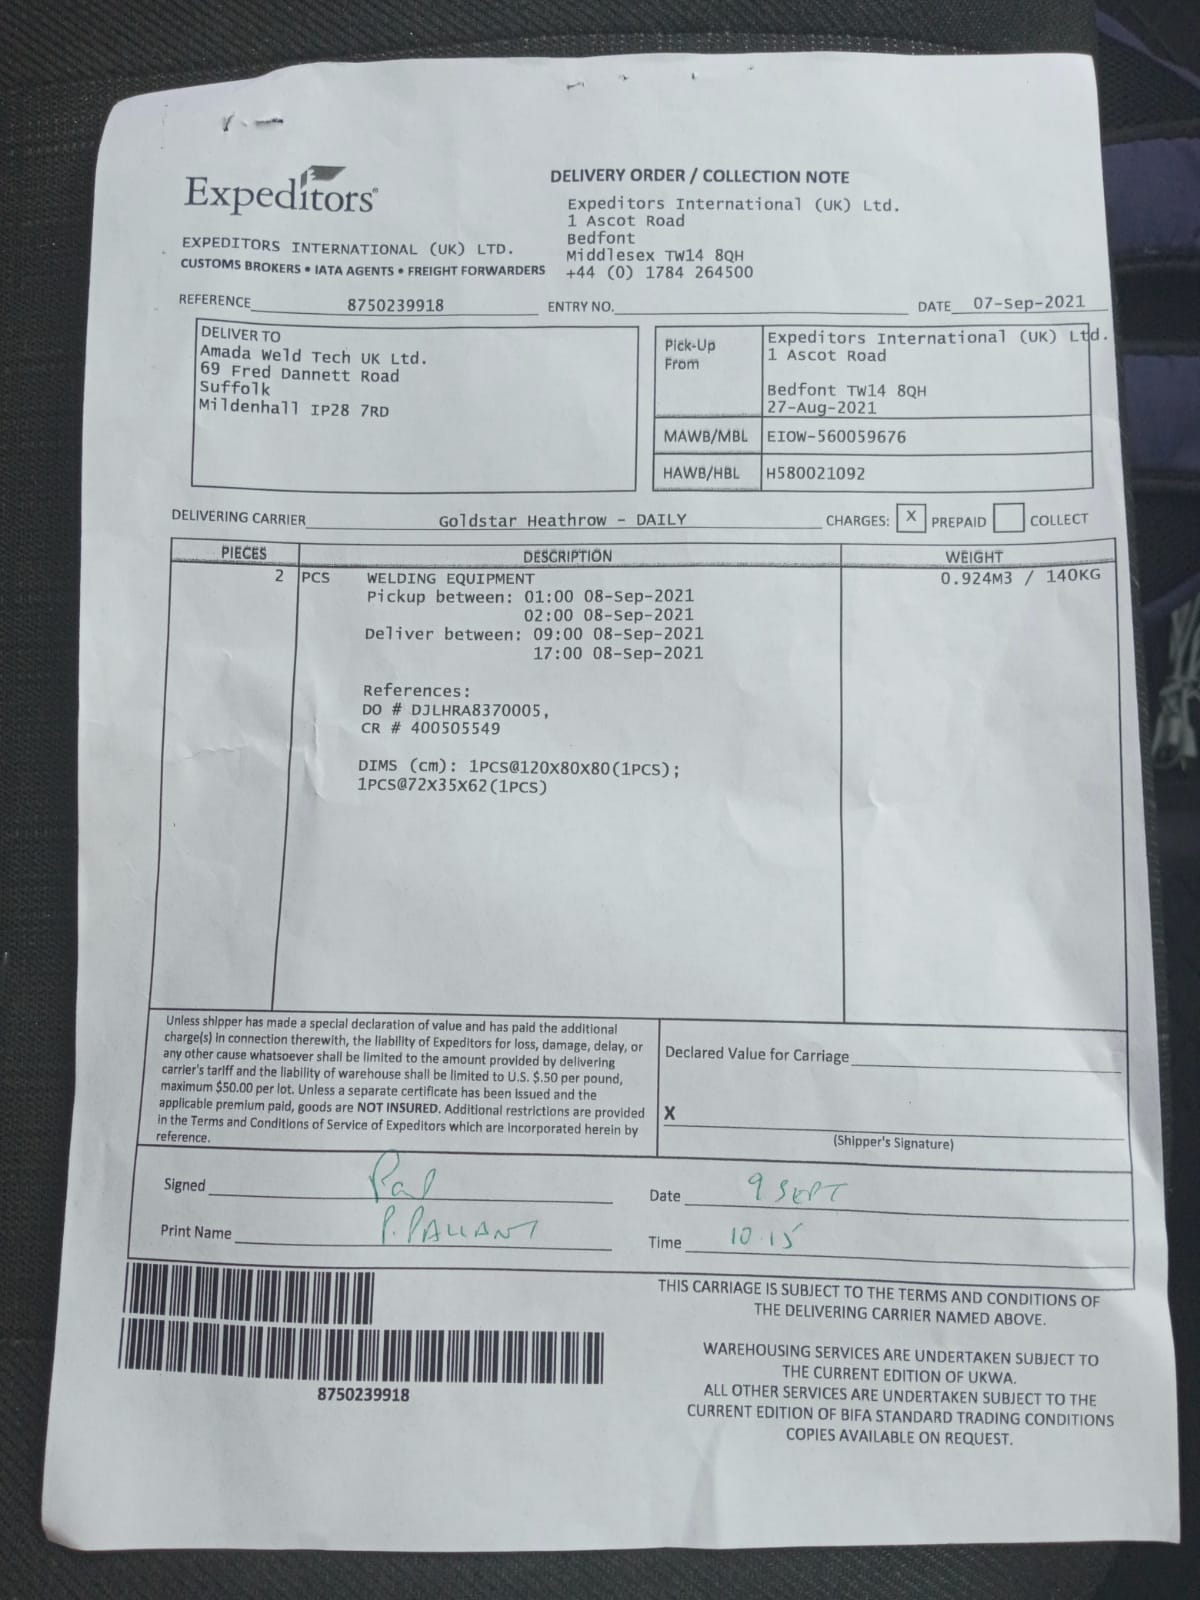 Expeditors®
EXPEDITORS INTERNATIONAL (UK) LTD.
CUSTOMS BROKERS • IATA AGENTS • FREIGHT FORWARDERS
DELIVERY ORDER / COLLECTION NOTE
Expeditors International (UK) Ltd.
1 Ascot Road
Bedfont
Middlesex TW14 8QH
+44 (0) 1784 264500
REFERENCE 8750239918 ENTRY NO. DATE 07-Sep-2021
DELIVER TO
Amada Weld Tech UK Ltd.
69 Fred Dannett Road
Suffolk
Mildenhall IP28 7RD
Pick-Up From
Expeditors International (UK) Ltd.
1 Ascot Road
Bedfont TW14 8QH
27-Aug-2021
MAWB/MBL EIOW-560059676
HAWB/HBL H580021092
DELIVERING CARRIER Goldstar Heathrow - DAILY CHARGES: X PREPAID COLLECT
PIECES DESCRIPTION WEIGHT
2 PCS WELDING EQUIPMENT 0.924M3 / 140KG
Pickup between: 01:00 08-Sep-2021
02:00 08-Sep-2021
Deliver between: 09:00 08-Sep-2021
17:00 08-Sep-2021
References:
DO # DJLHRA8370005,
CR # 400505549
DIMS (cm): 1PCS@120X80X80(1PCS);
1PCS@72X35X62(1PCS)
Unless shipper has made a special declaration of value and has paid the additional
charge(s) in connection therewith, the liability of Expeditors for loss, damage, delay, or
any other cause whatsoever shall be limited to the amount provided by delivering
carrier's tariff and the liability of warehouse shall be limited to U.S. $.50 per pound,
maximum $50.00 per lot. Unless a separate certificate has been issued and the
applicable premium paid, goods are NOT INSURED. Additional restrictions are provided
in the Terms and Conditions of Service of Expeditors which are incorporated herein by
reference.
Declared Value for Carriage
X
(Shipper's Signature)
Signed Date 9 SEPT
Print Name P. PALLANT Time 10.15
8750239918
THIS CARRIAGE IS SUBJECT TO THE TERMS AND CONDITIONS OF
THE DELIVERING CARRIER NAMED ABOVE.
WAREHOUSING SERVICES ARE UNDERTAKEN SUBJECT TO
THE CURRENT EDITION OF UKWA.
ALL OTHER SERVICES ARE UNDERTAKEN SUBJECT TO THE
CURRENT EDITION OF BIFA STANDARD TRADING CONDITIONS
COPIES AVAILABLE ON REQUEST.